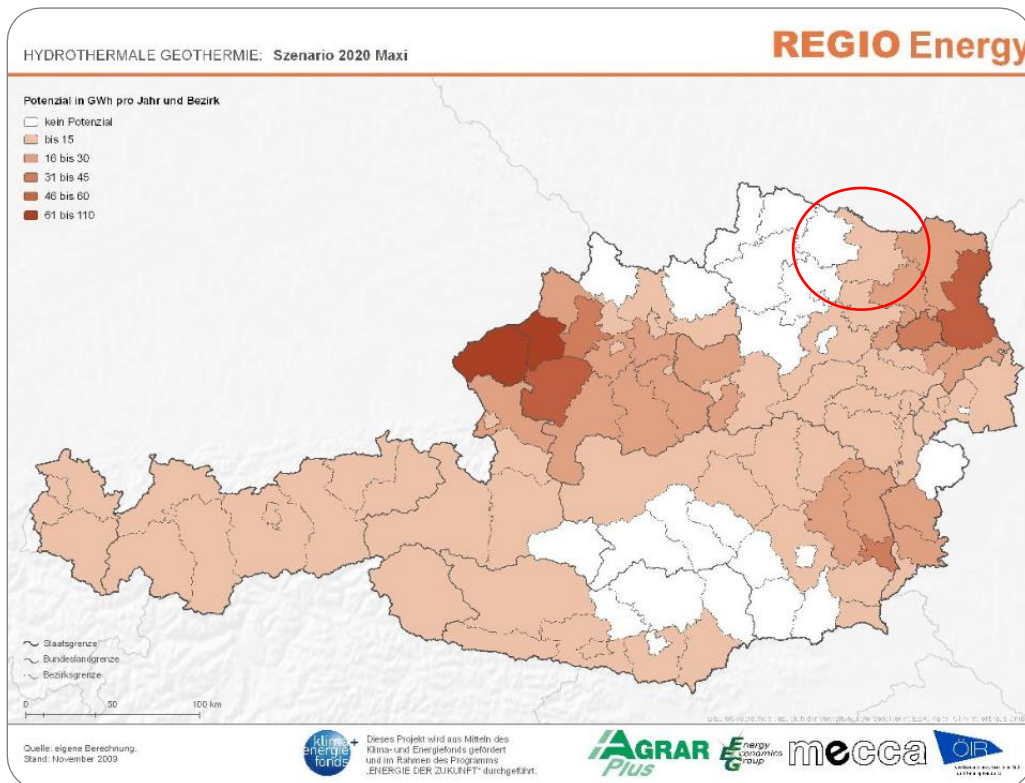 HYDROTHERMALE GEOTHERMIE: Szenario 2020 Maxi
REGIO Energy
Potenzial in GWh pro Jahr und Bezirk
kein Potenzial
bis 15
16 bis 30
31 bis 45
46 bis 60
61 bis 110
Staatsgrenze
Bundeslandgrenze
Bezirksgrenze
0 50 100 km
Quelle: eigene Berechnung.
Stand: November 2009
klima+
energie
fonds
Dieses Projekt wird aus Mitteln des
Klima- und Energiefonds gefördert
und im Rahmen des Programms
„ENERGIE DER ZUKUNFT“ durchgeführt.
AGRAR
Plus
Energy
Economics
Group
mecca
ÖIR